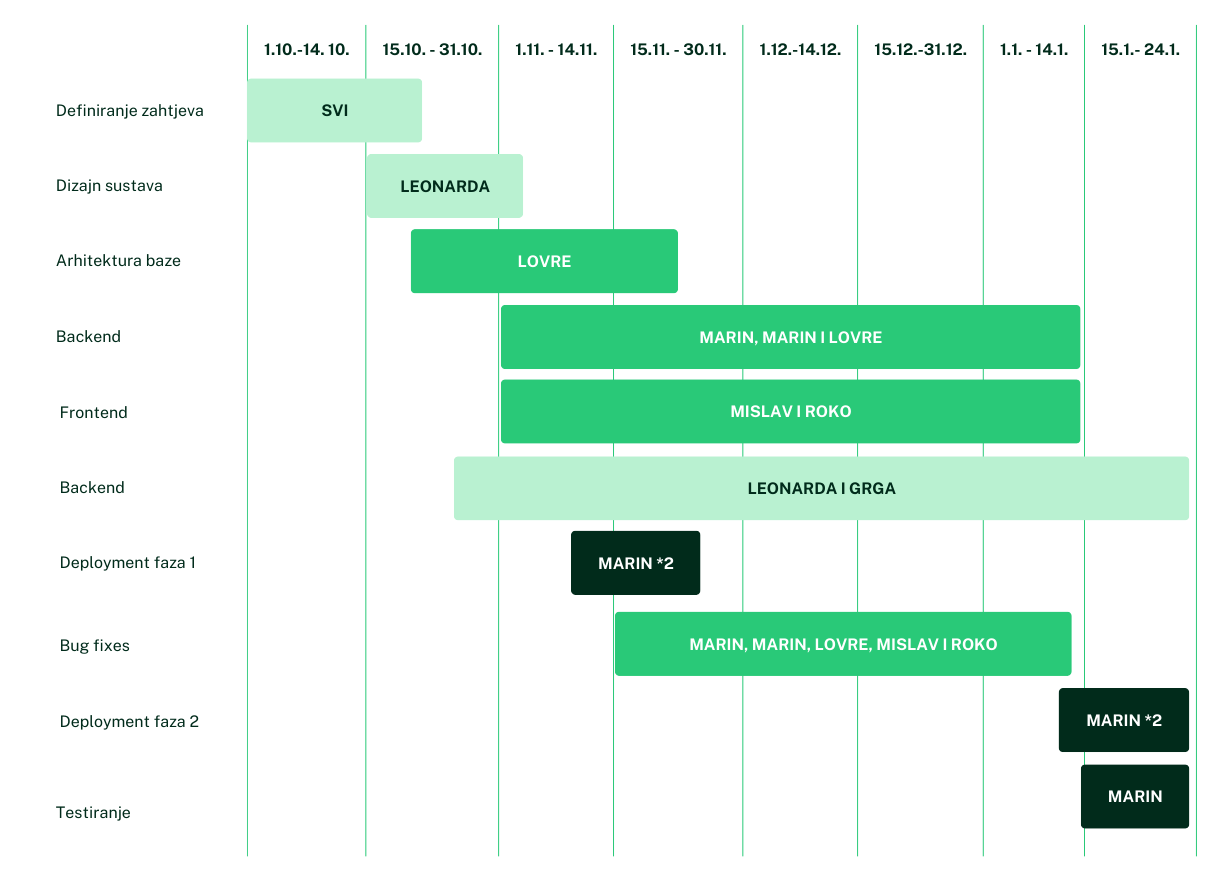 1.10.-14. 10.
15.10. - 31.10.
1.11. - 14.11.
15.11. - 30.11.
1.12.-14.12.
15.12.-31.12.
1.1. - 14.1.
15.1.- 24.1.
Definiranje zahtjeva
SVI
Dizajn sustava
LEONARDA
Arhitektura baze
LOVRE
Backend
MARIN, MARIN I LOVRE
Frontend
MISLAV I ROKO
Backend
LEONARDA I GRGA
Deployment faza 1
MARIN *2
Bug fixes
MARIN, MARIN, LOVRE, MISLAV I ROKO
Deployment faza 2
MARIN *2
Testiranje
MARIN